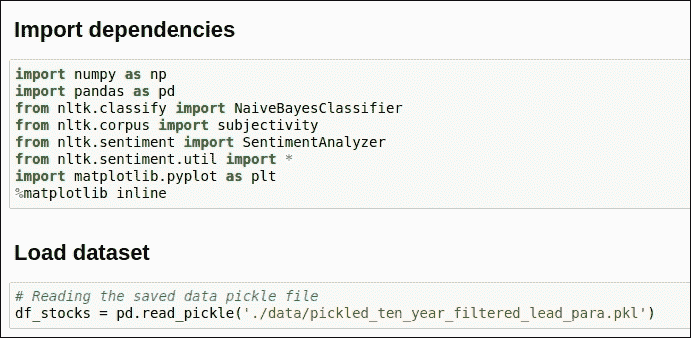 Import dependencies
import numpy as np
import pandas as pd
from nltk.classify import NaiveBayesClassifier
from nltk.corpus import subjectivity
from nltk.sentiment import SentimentAnalyzer
from nltk.sentiment.util import *
import matplotlib.pyplot as plt
%matplotlib inline
Load dataset
# Reading the saved data pickle file
df_stocks = pd.read_pickle('./data/pickled_ten_year_filtered_lead_para.pkl')